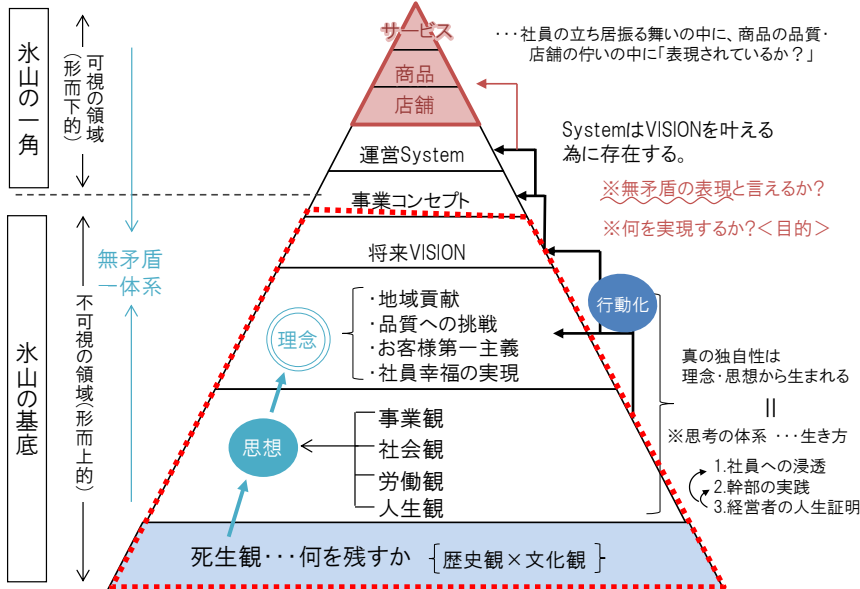 氷山の一角
可視の領域
(形而下的)
サービス
商品
店舗
・・・社員の立ち居振る舞いの中に、商品の品質・
店舗の佇いの中に「表現されているか?」
運営System
事業コンセプト
SystemはVISIONを叶える
為に存在する。
※無矛盾の表現と言えるか?
※何を実現するか?<目的>
無矛盾
一体系
氷山の基底
不可視の領域(形而上的)
将来VISION
理念
・地域貢献
・品質への挑戦
・お客様第一主義
・社員幸福の実現
行動化
思想
事業観
社会観
労働観
人生観
真の独自性は
理念・思想から生まれる
=
※思考の体系 ・・・生き方
1.社員への浸透
2.幹部の実践
3.経営者の人生証明
死生観・・・何を残すか
歴史観×文化観